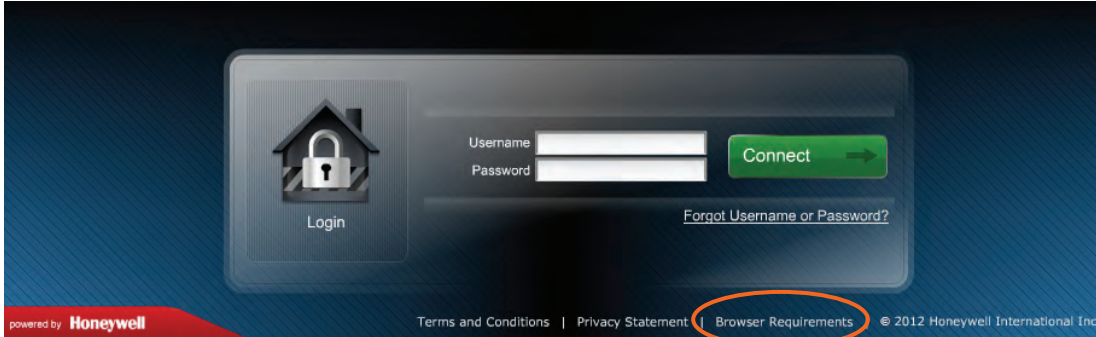 Username
Password
Connect
Login
Forgot Username or Password?
powered by Honeywell
Terms and Conditions | Privacy Statement | Browser Requirements | © 2012 Honeywell International Inc